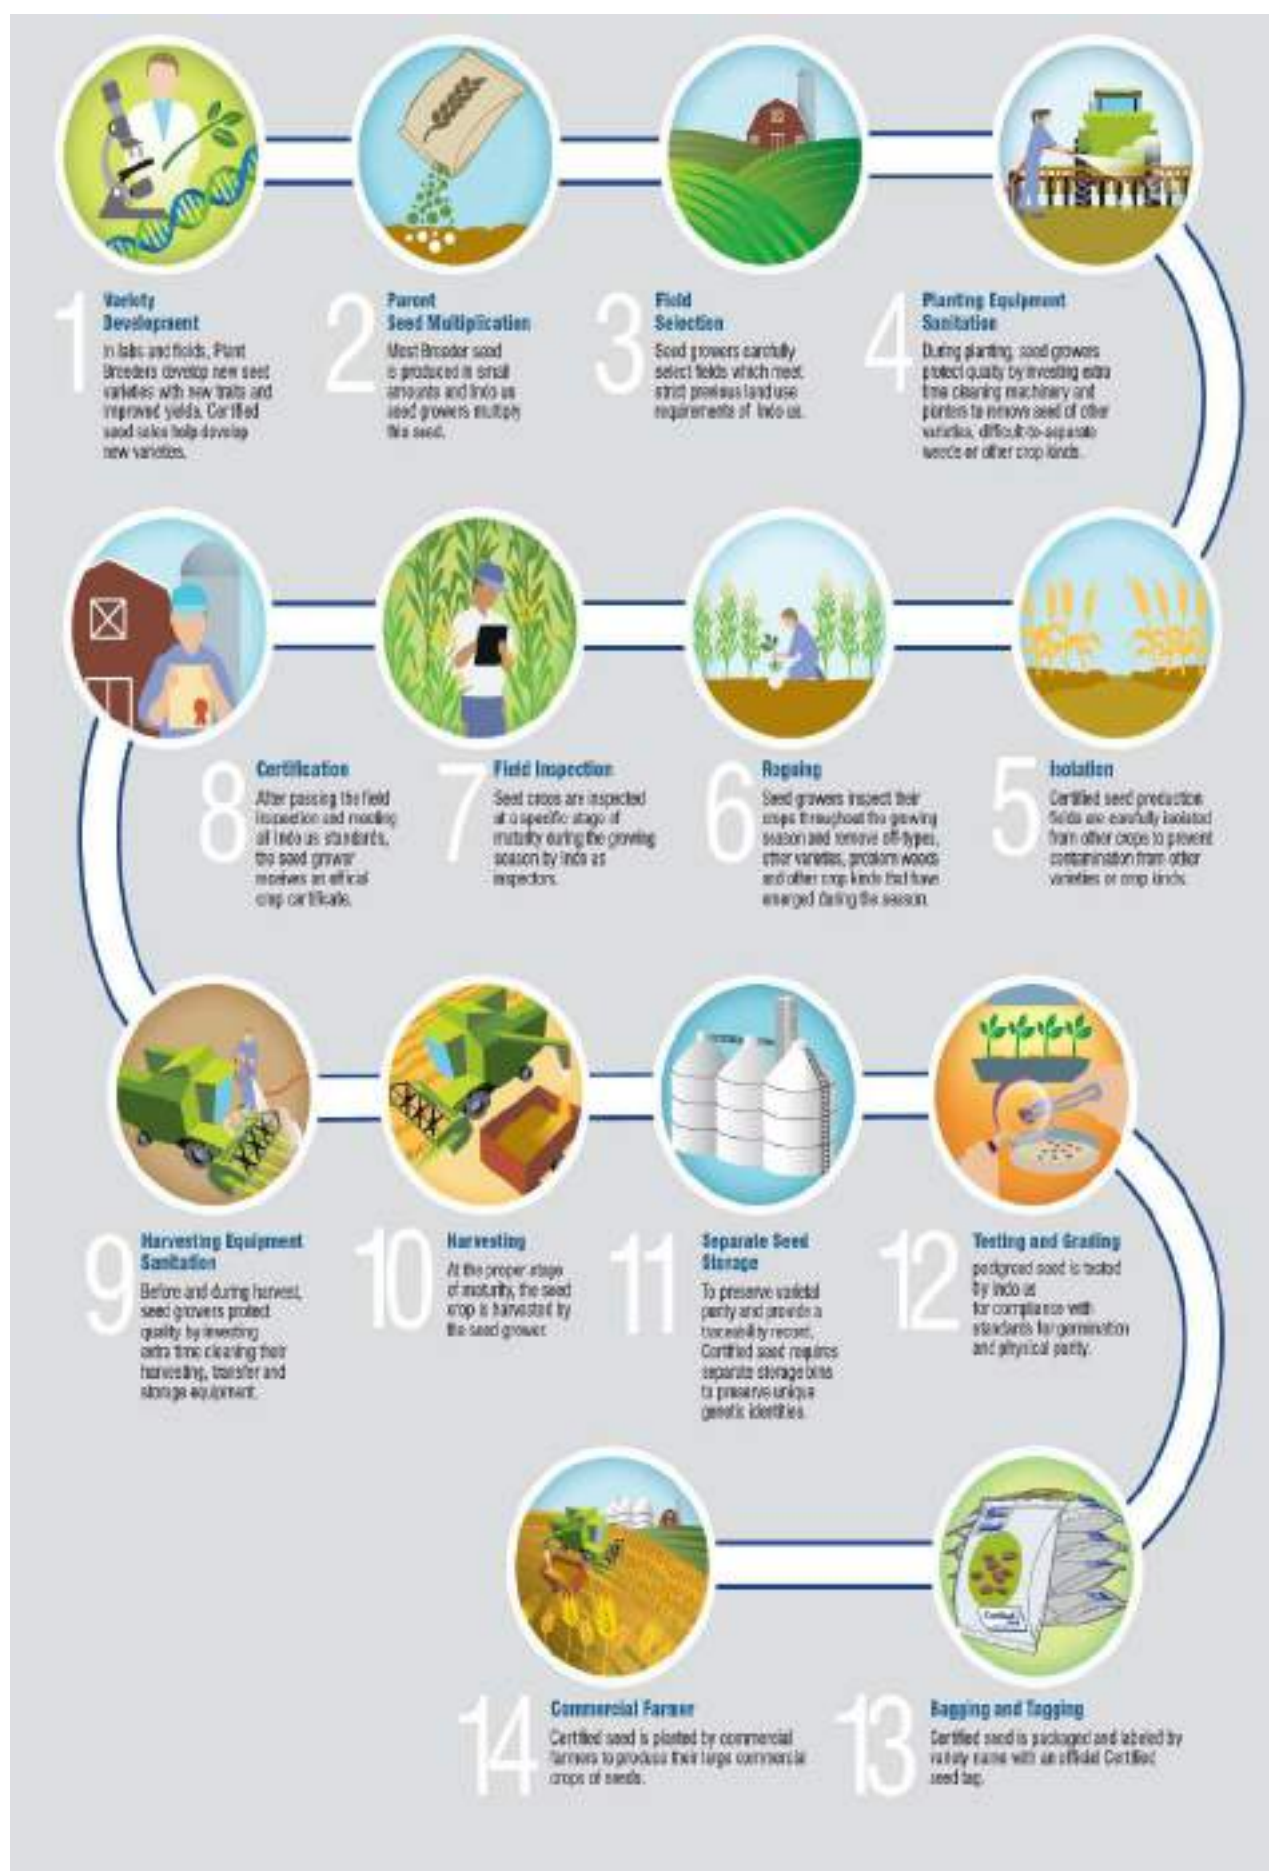 1
Variety
Development
In labs and fields, Plant
Breeders develop new seed
varieties with new traits and
improved yields. Certified
seed sales help develop
new varieties.
2
Parent
Seed Multiplication
Most Breeder seed
is produced in small
amounts and Indo us
seed growers multiply
this seed.
3
Field
Selection
Seed growers carefully
select fields which meet
strict previous land use
requirements of Indo us.
4
Planting Equipment
Sanitation
During planting, seed growers
protect quality by investing extra
time cleaning machinery and
planters to remove seed of other
varieties, difficult-to-separate
weeds or other crop kinds.
5
Isolation
Certified seed production
fields are carefully isolated
from other crops to prevent
contamination from other
varieties or crop kinds.
6
Roguing
Seed growers inspect their
crops throughout the growing
season and remove off-types,
other varieties, problem weeds
and other crop kinds that have
emerged during the season.
7
Field Inspection
Seed crops are inspected
at a specific stage of
maturity during the growing
season by Indo us
inspectors.
8
Certification
After passing the field
inspection and meeting
all Indo us standards,
the seed grower
receives an official
crop certificate.
9
Harvesting Equipment
Sanitation
Before and during harvest,
seed growers protect
quality by investing
extra time cleaning their
harvesting, transfer and
storage equipment.
10
Harvesting
At the proper stage
of maturity, the seed
crop is harvested by
the seed grower.
11
Separate Seed
Storage
To preserve varietal
purity and provide a
traceability record,
Certified seed requires
separate storage bins
to preserve unique
genetic identities.
12
Testing and Grading
pedigreed seed is tested
by Indo us
for compliance with
standards for germination
and physical purity.
Certified
13
Bagging and Tagging
Certified seed is packaged and labeled by
variety name with an official Certified
seed tag.
14
Commercial Farmer
Certified seed is planted by commercial
farmers to produce their large commercial
crops of seeds.